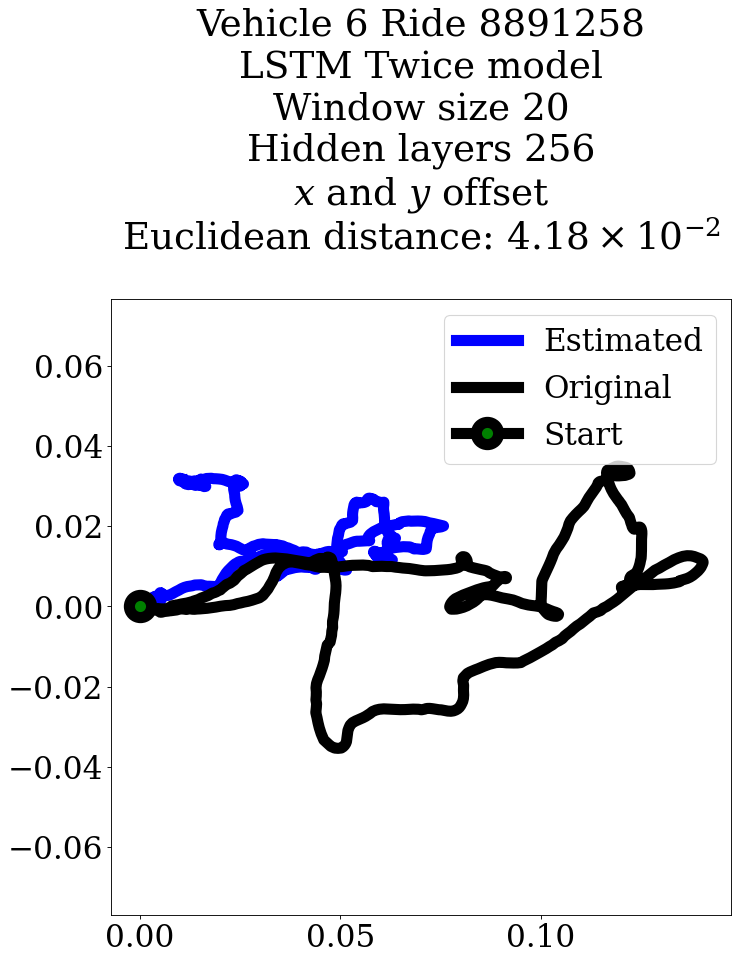 Vehicle 6 Ride 8891258
LSTM Twice model
Window size 20
Hidden layers 256
x and y offset
Euclidean distance: 4.18 × 10⁻²
Estimated
Original
Start
0.06
0.04
0.02
0.00
−0.02
−0.04
−0.06
0.00 0.05 0.10